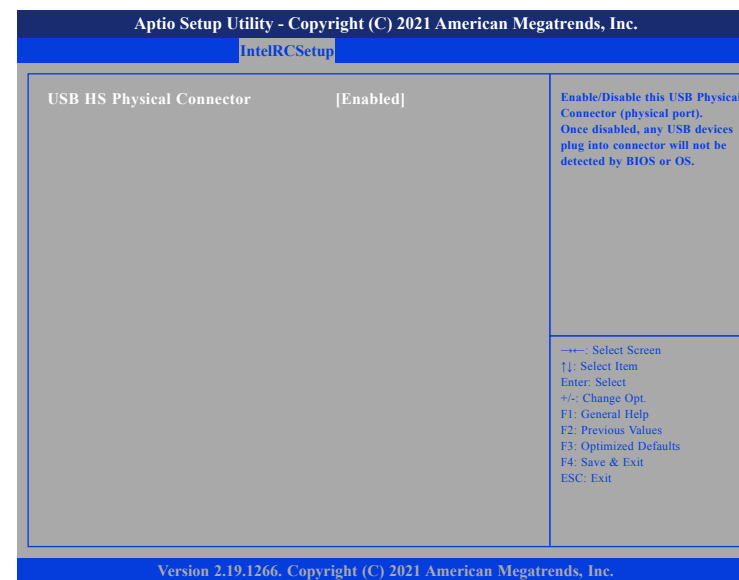 Aptio Setup Utility - Copyright (C) 2021 American Megatrends, Inc.
IntelRCSetup
USB HS Physical Connector [Enabled]
Enable/Disable this USB Physical
Connector (physical port).
Once disabled, any USB devices
plug into connector will not be
detected by BIOS or OS.
→←: Select Screen
↑↓: Select Item
Enter: Select
+/-: Change Opt.
F1: General Help
F2: Previous Values
F3: Optimized Defaults
F4: Save & Exit
ESC: Exit
Version 2.19.1266. Copyright (C) 2021 American Megatrends, Inc.